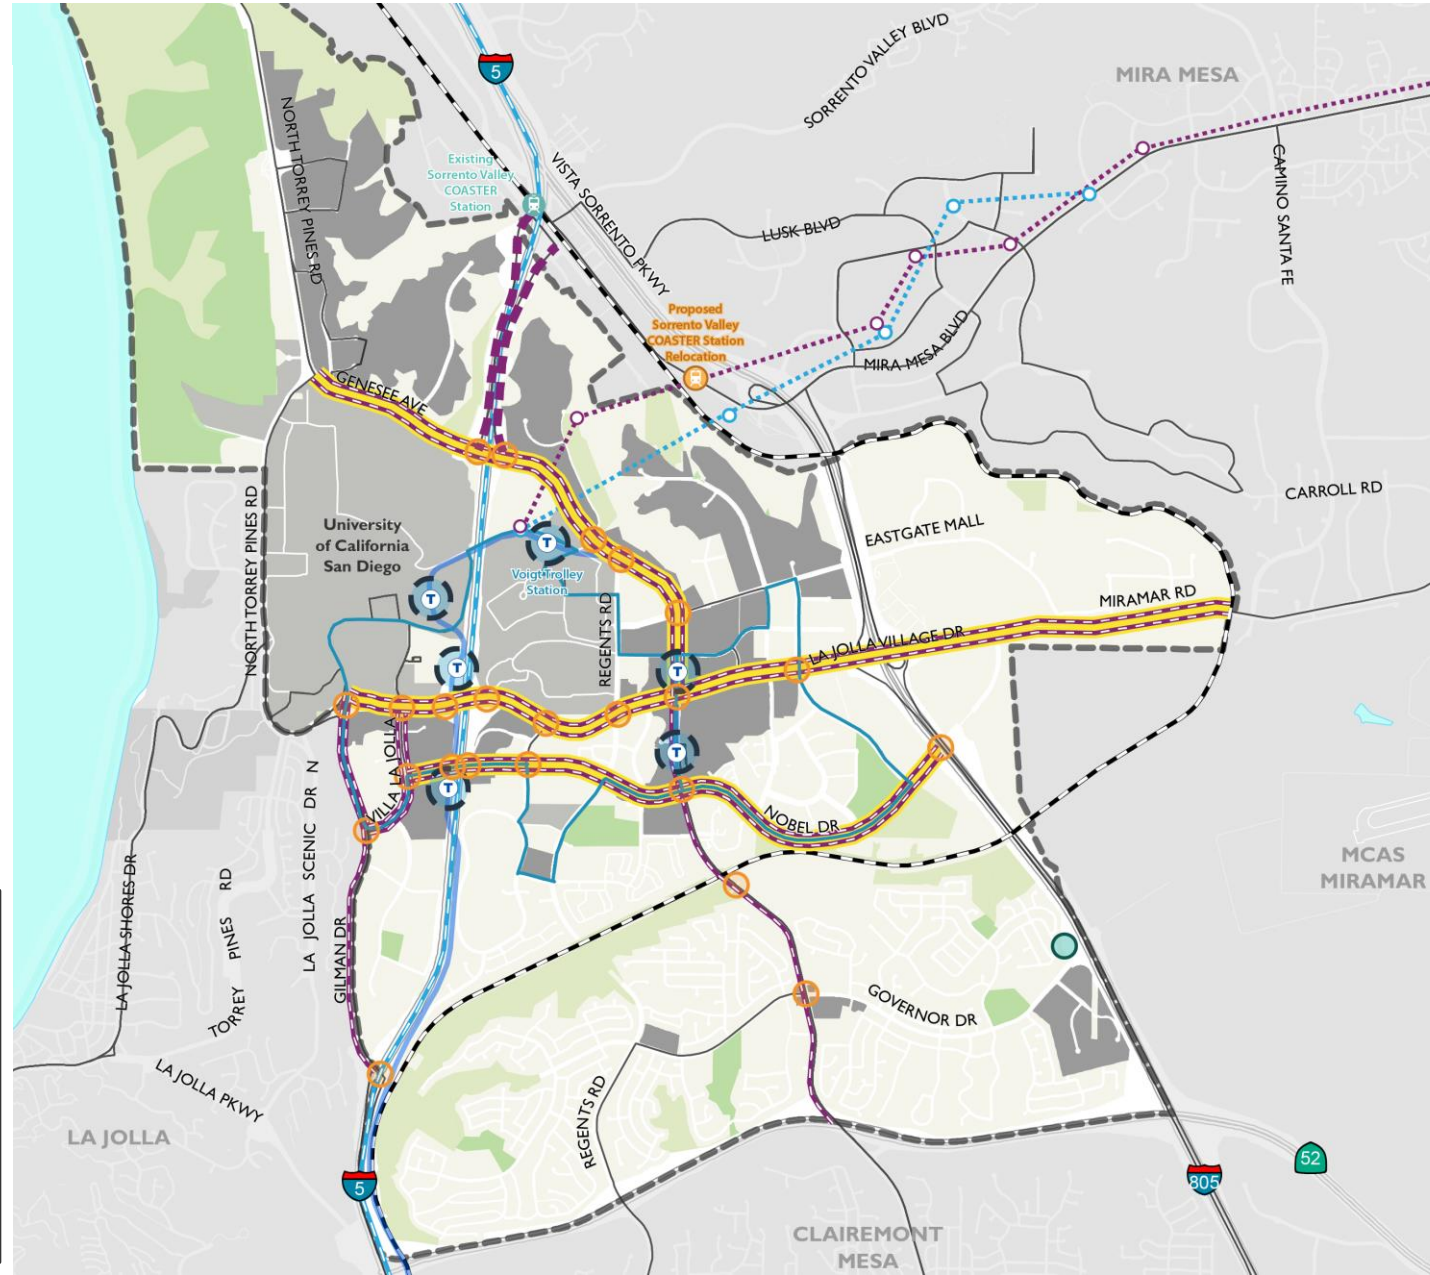 5
MIRA MESA
SORRENTO VALLEY BLVD
NORTH TORREY PINES RD
Existing
Sorrento Valley
COASTER
Station
VISTA SORRENTO PKWY
LUSK BLVD
CAMINO SANTA FE
Proposed
Sorrento Valley
COASTER Station
Relocation
MIRA MESA BLVD
GENESEE AVE
CARROLL RD
NORTH TORREY PINES RD
University
of California
San Diego
EASTGATE MALL
T
Voigt Trolley
Station
T
REGENTS RD
MIRAMAR RD
LA JOLLA VILLAGE DR
T
T
VILLA LA JOLLA
T
T
NOBEL DR
LA JOLLA SCENIC DR N
MCAS
MIRAMAR
LA JOLLA SHORES DR
TORREY PINES RD
GILMAN DR
GOVERNOR DR
LA JOLLA PKWY
REGENTS RD
LA JOLLA
5
52
805
CLAIREMONT
MESA